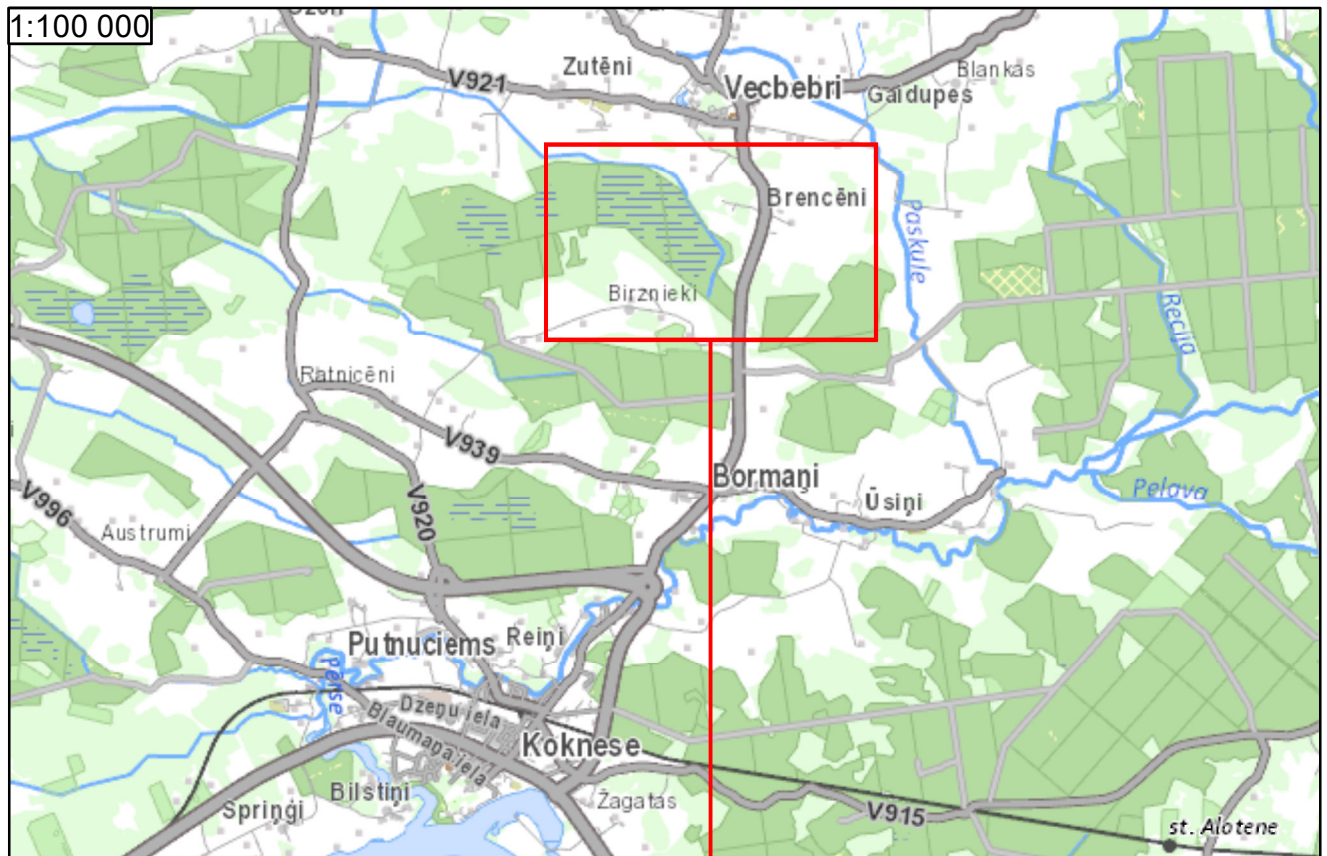 1:100 000
Zutēni
V921
Vecbebri
Blankas
Gaidupes
Brencēni
Paskule
Birznieki
Recija
Ratnicēni
V939
Bormaņi
V996
V920
Ūsiņi
Pelava
Austrumi
Putnuciems
Reiņi
Pērse
Dzeņu iela
Blaumaņa iela
Koknese
Bilstiņi
Spriņģi
Žagatas
V915
st. Alotene